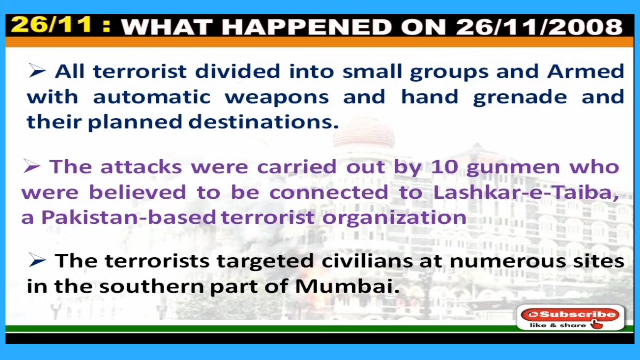 26/11 : WHAT HAPPENED ON 26/11/2008
➢ All terrorist divided into small groups and Armed
with automatic weapons and hand grenade and
their planned destinations.
➢ The attacks were carried out by 10 gunmen who
were believed to be connected to Lashkar-e-Taiba,
a Pakistan-based terrorist organization
➢ The terrorists targeted civilians at numerous sites
in the southern part of Mumbai.
Subscribe
like & share